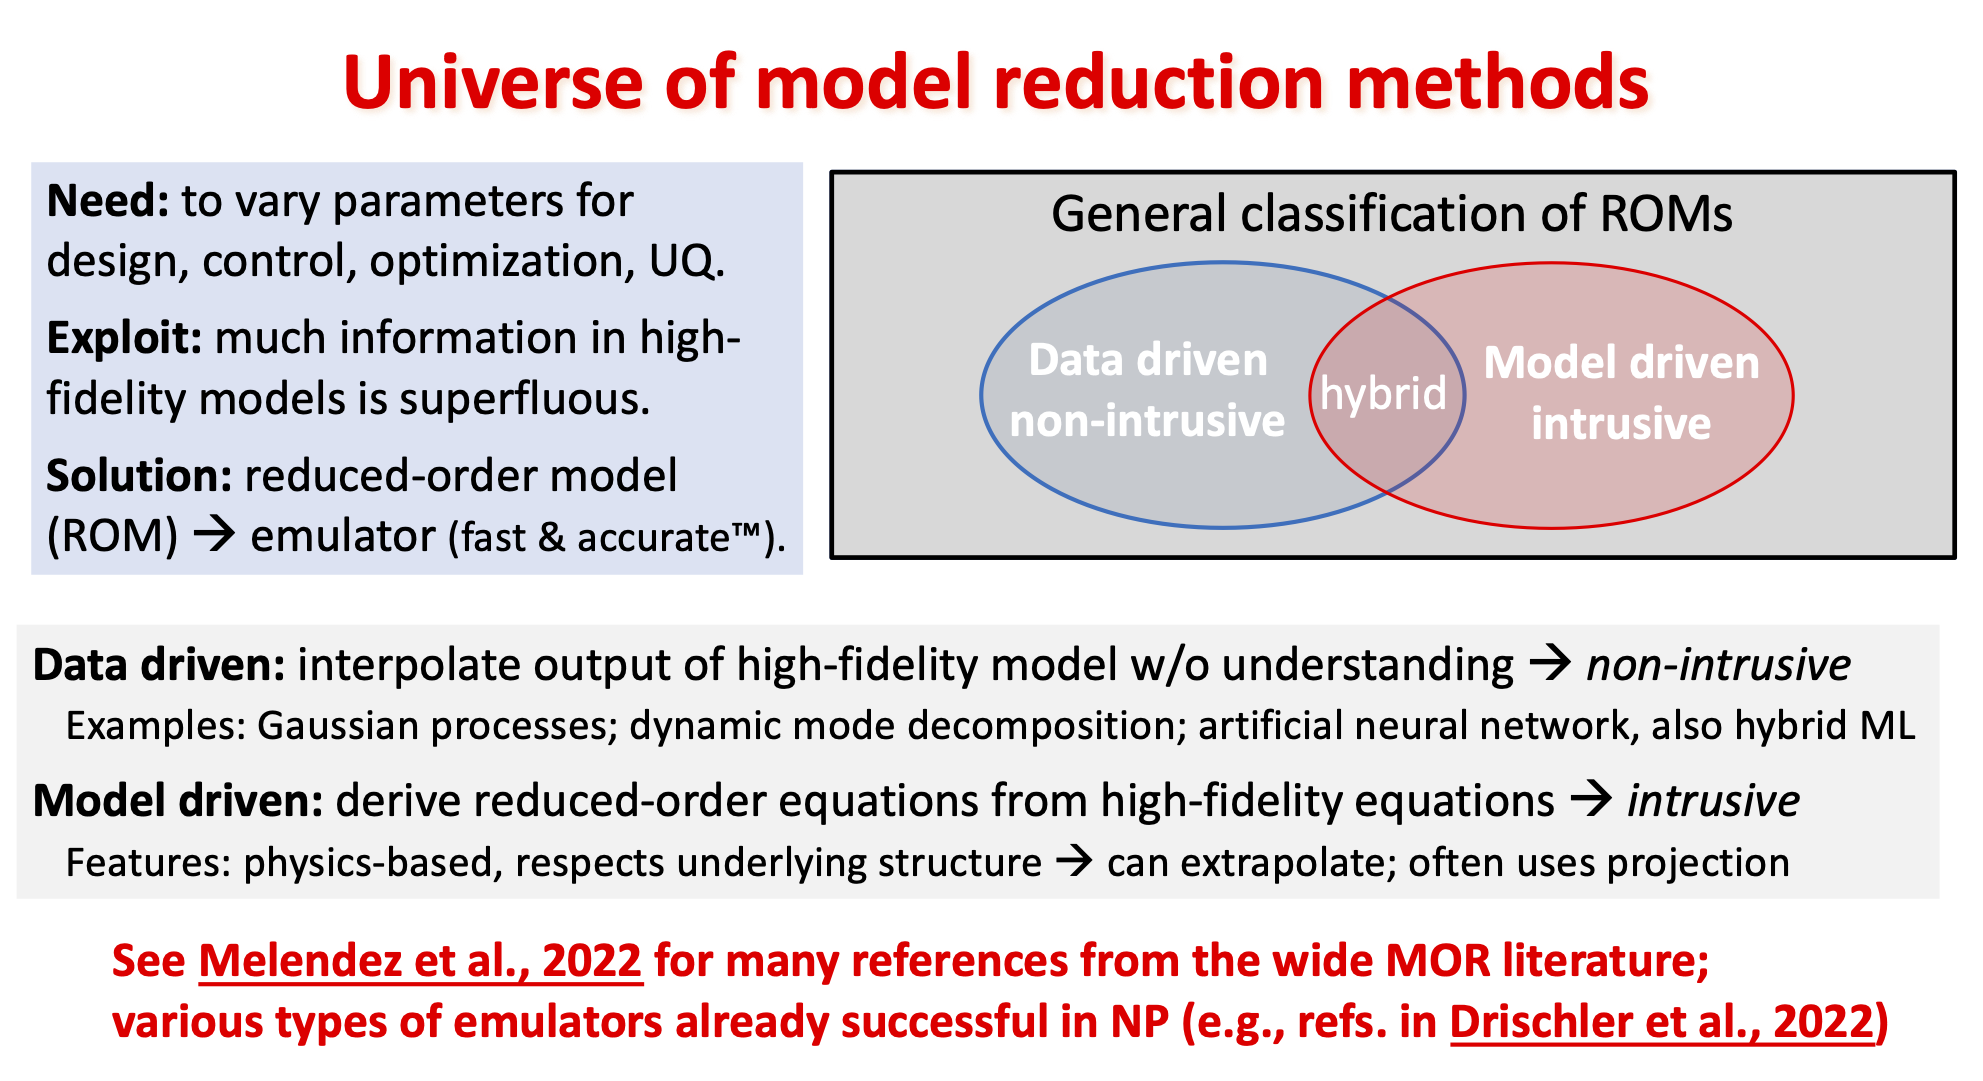 Universe of model reduction methods
Need: to vary parameters for
design, control, optimization, UQ.
Exploit: much information in high-
fidelity models is superfluous.
Solution: reduced-order model
(ROM) → emulator (fast & accurate™).
General classification of ROMs
Data driven
non-intrusive
hybrid
Model driven
intrusive
Data driven: interpolate output of high-fidelity model w/o understanding → non-intrusive
Examples: Gaussian processes; dynamic mode decomposition; artificial neural network, also hybrid ML
Model driven: derive reduced-order equations from high-fidelity equations → intrusive
Features: physics-based, respects underlying structure → can extrapolate; often uses projection
See Melendez et al., 2022 for many references from the wide MOR literature;
various types of emulators already successful in NP (e.g., refs. in Drischler et al., 2022)